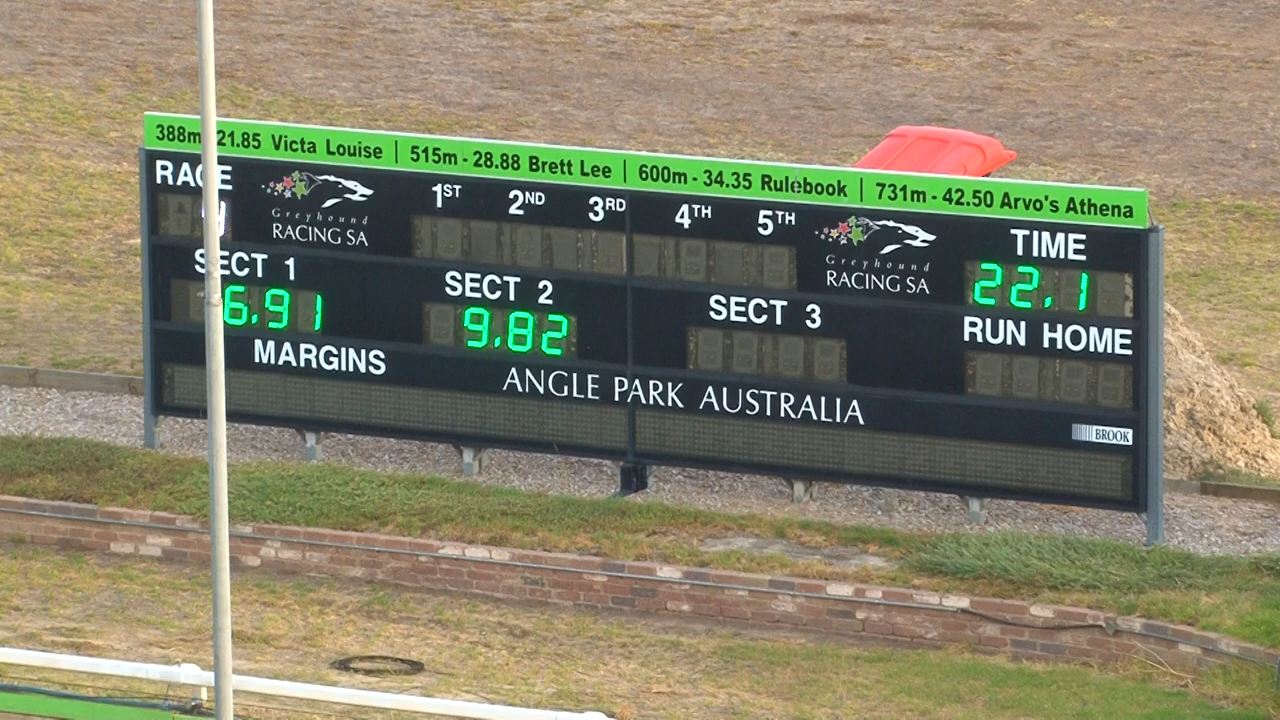 388m 21.85 Victa Louise | 515m - 28.88 Brett Lee | 600m - 34.35 Rulebook | 731m - 42.50 Arvo's Athena
RACE
Greyhound
RACING SA
1ST 2ND 3RD 4TH 5TH
Greyhound
RACING SA
TIME
22.1
SECT 1
6.91
SECT 2
9.82
SECT 3
RUN HOME
MARGINS
ANGLE PARK AUSTRALIA
BROOK